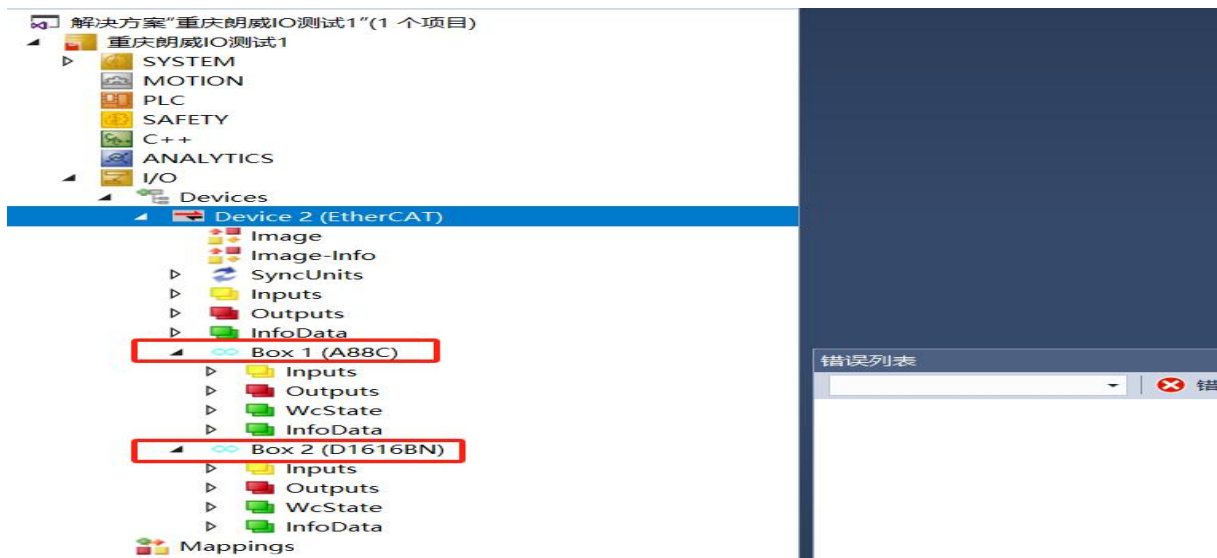 解决方案"重庆朗威IO测试1"(1 个项目)
重庆朗威IO测试1
SYSTEM
MOTION
PLC
SAFETY
C++
ANALYTICS
I/O
Devices
Device 2 (EtherCAT)
Image
Image-Info
SyncUnits
Inputs
Outputs
InfoData
Box 1 (A88C)
Inputs
Outputs
WcState
InfoData
Box 2 (D1616BN)
Inputs
Outputs
WcState
InfoData
Mappings
错误列表
错